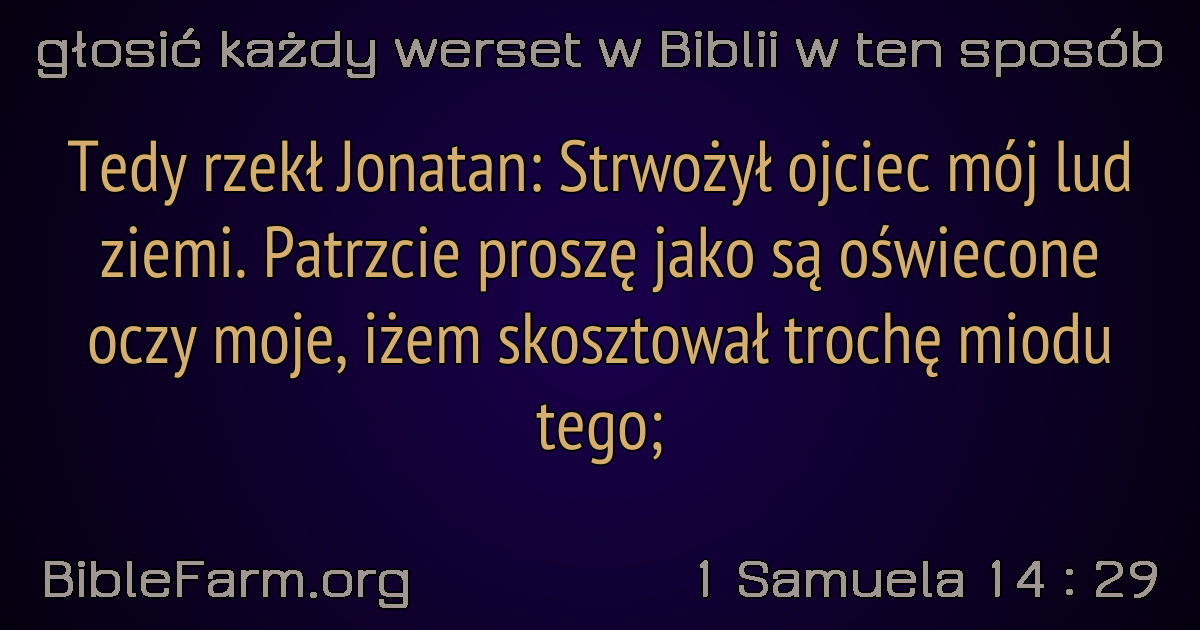 głosić każdy werset w Biblii w ten sposób
Tedy rzekł Jonatan: Strwożył ojciec mój lud
ziemi. Patrzcie proszę jako są oświecone
oczy moje, iżem skosztował trochę miodu
tego;
BibleFarm.org
1 Samuela 14 : 29